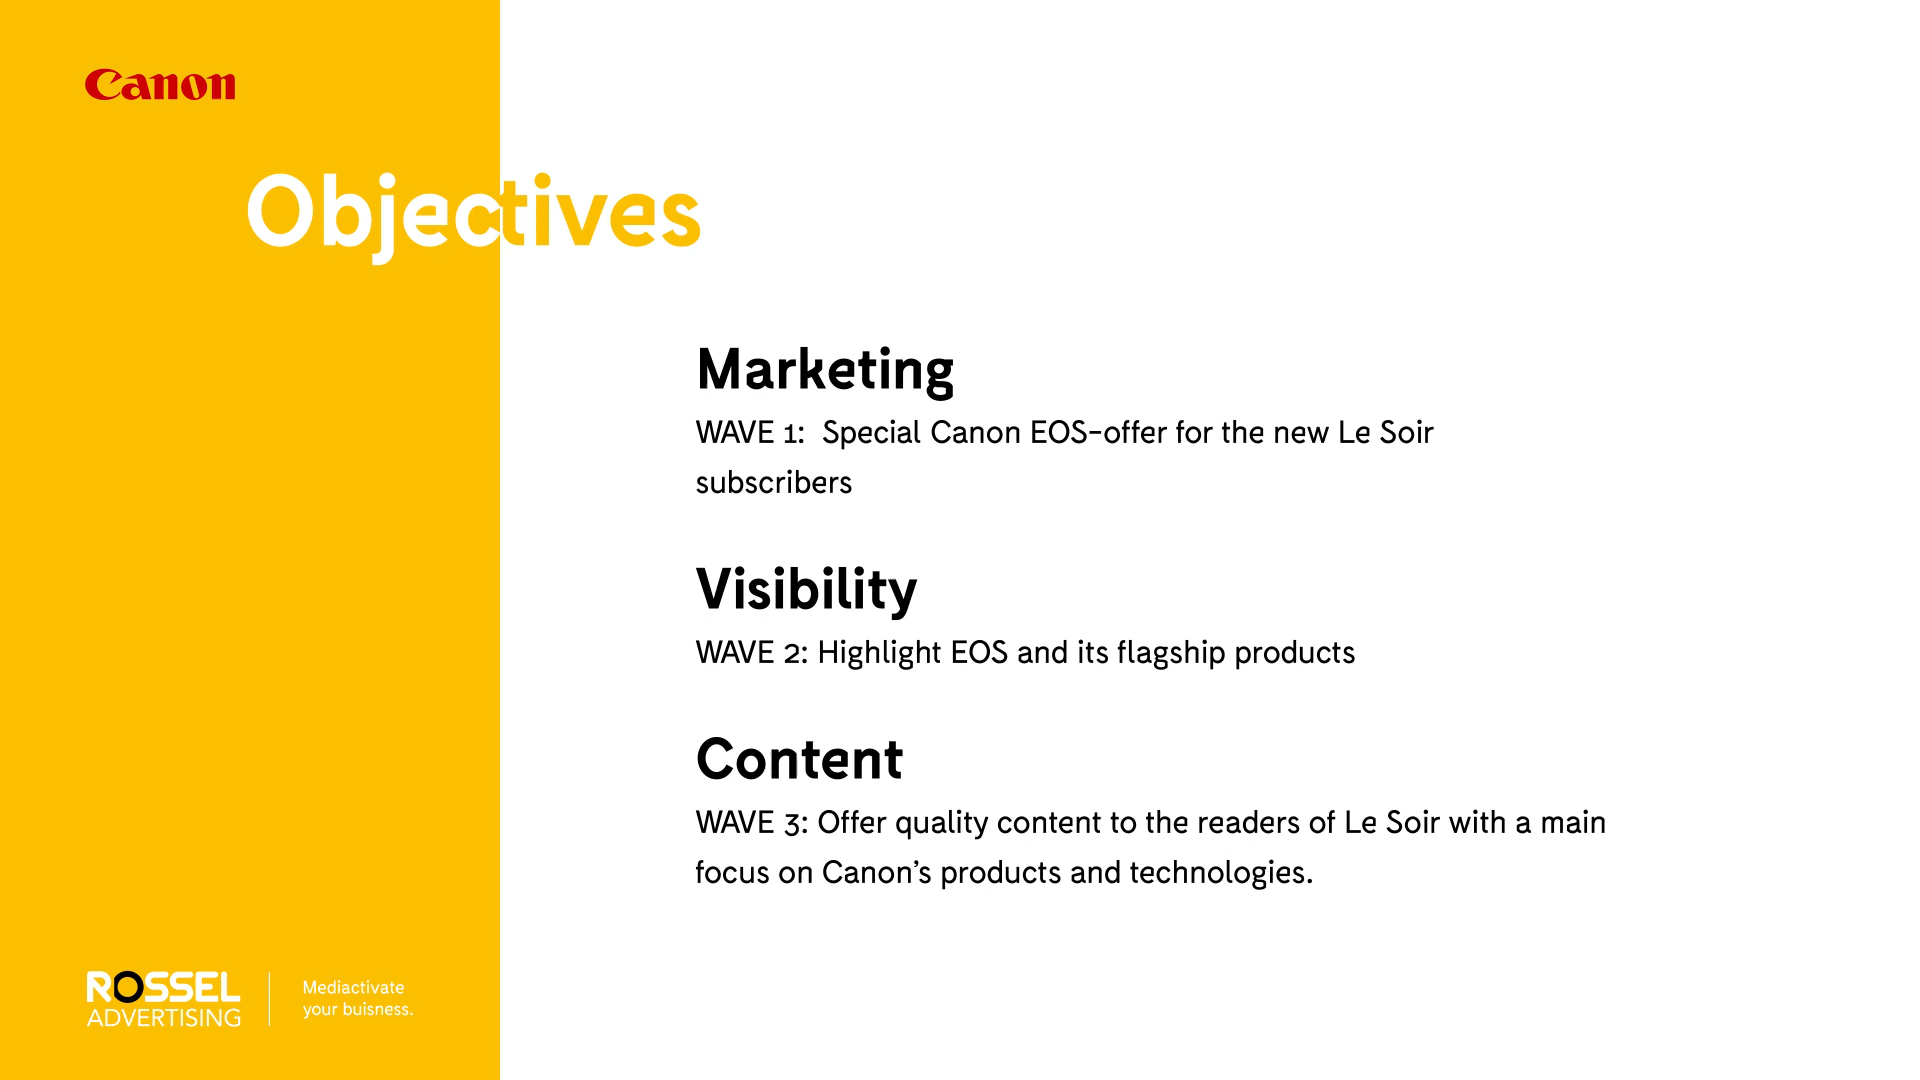 Canon
Objectives
Marketing
WAVE 1:  Special Canon EOS-offer for the new Le Soir
subscribers
Visibility
WAVE 2: Highlight EOS and its flagship products
Content
WAVE 3: Offer quality content to the readers of Le Soir with a main
focus on Canon’s products and technologies.
ROSSEL
ADVERTISING
Mediactivate
your buisness.